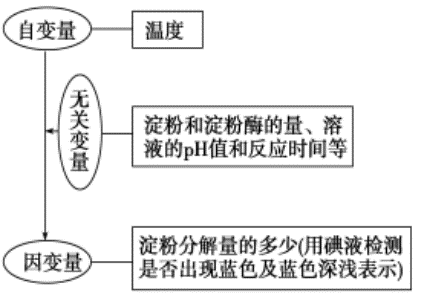 自变量
温度
无关变量
淀粉和淀粉酶的量、溶
液的pH值和反应时间等
因变量
淀粉分解量的多少(用碘液检测
是否出现蓝色及蓝色深浅表示)